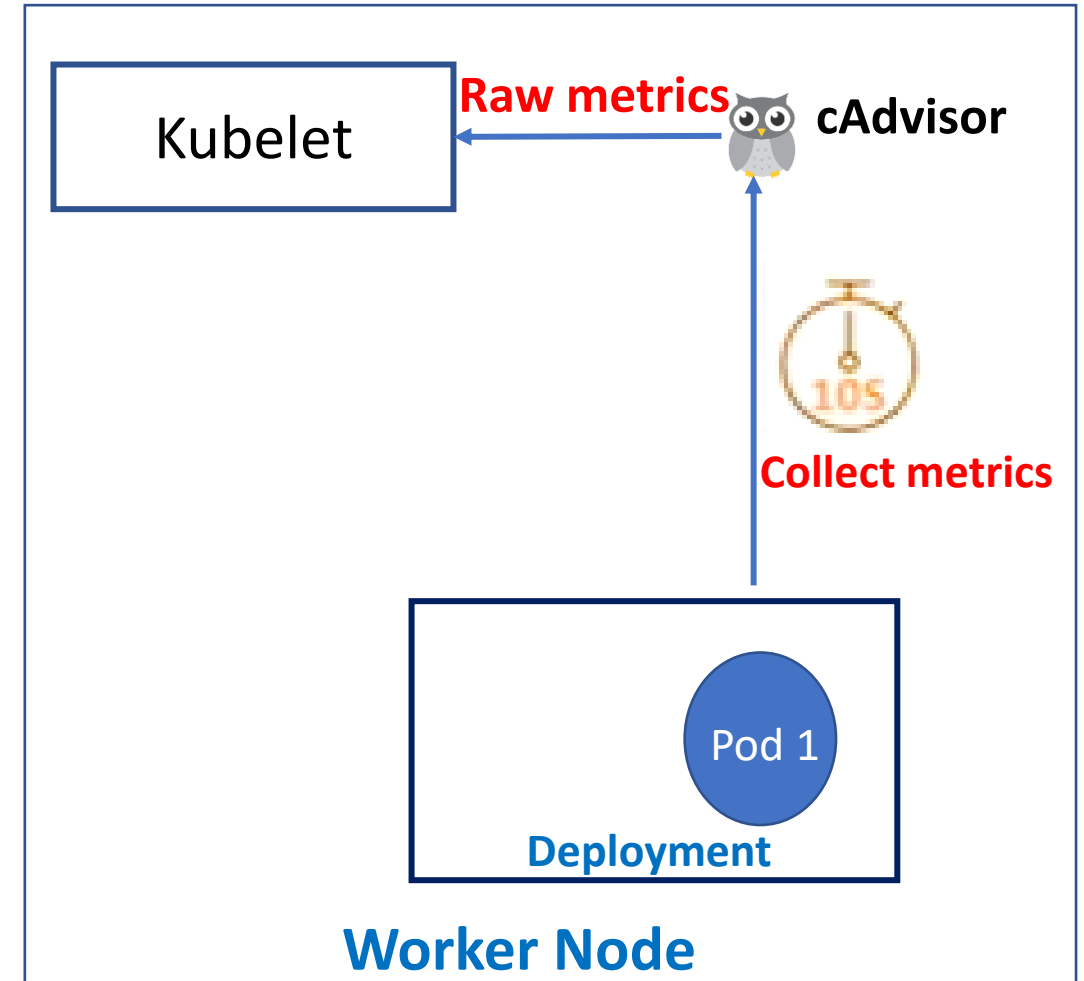 Raw metrics
cAdvisor
Kubelet
10S
Collect metrics
Pod 1
Deployment
Worker Node